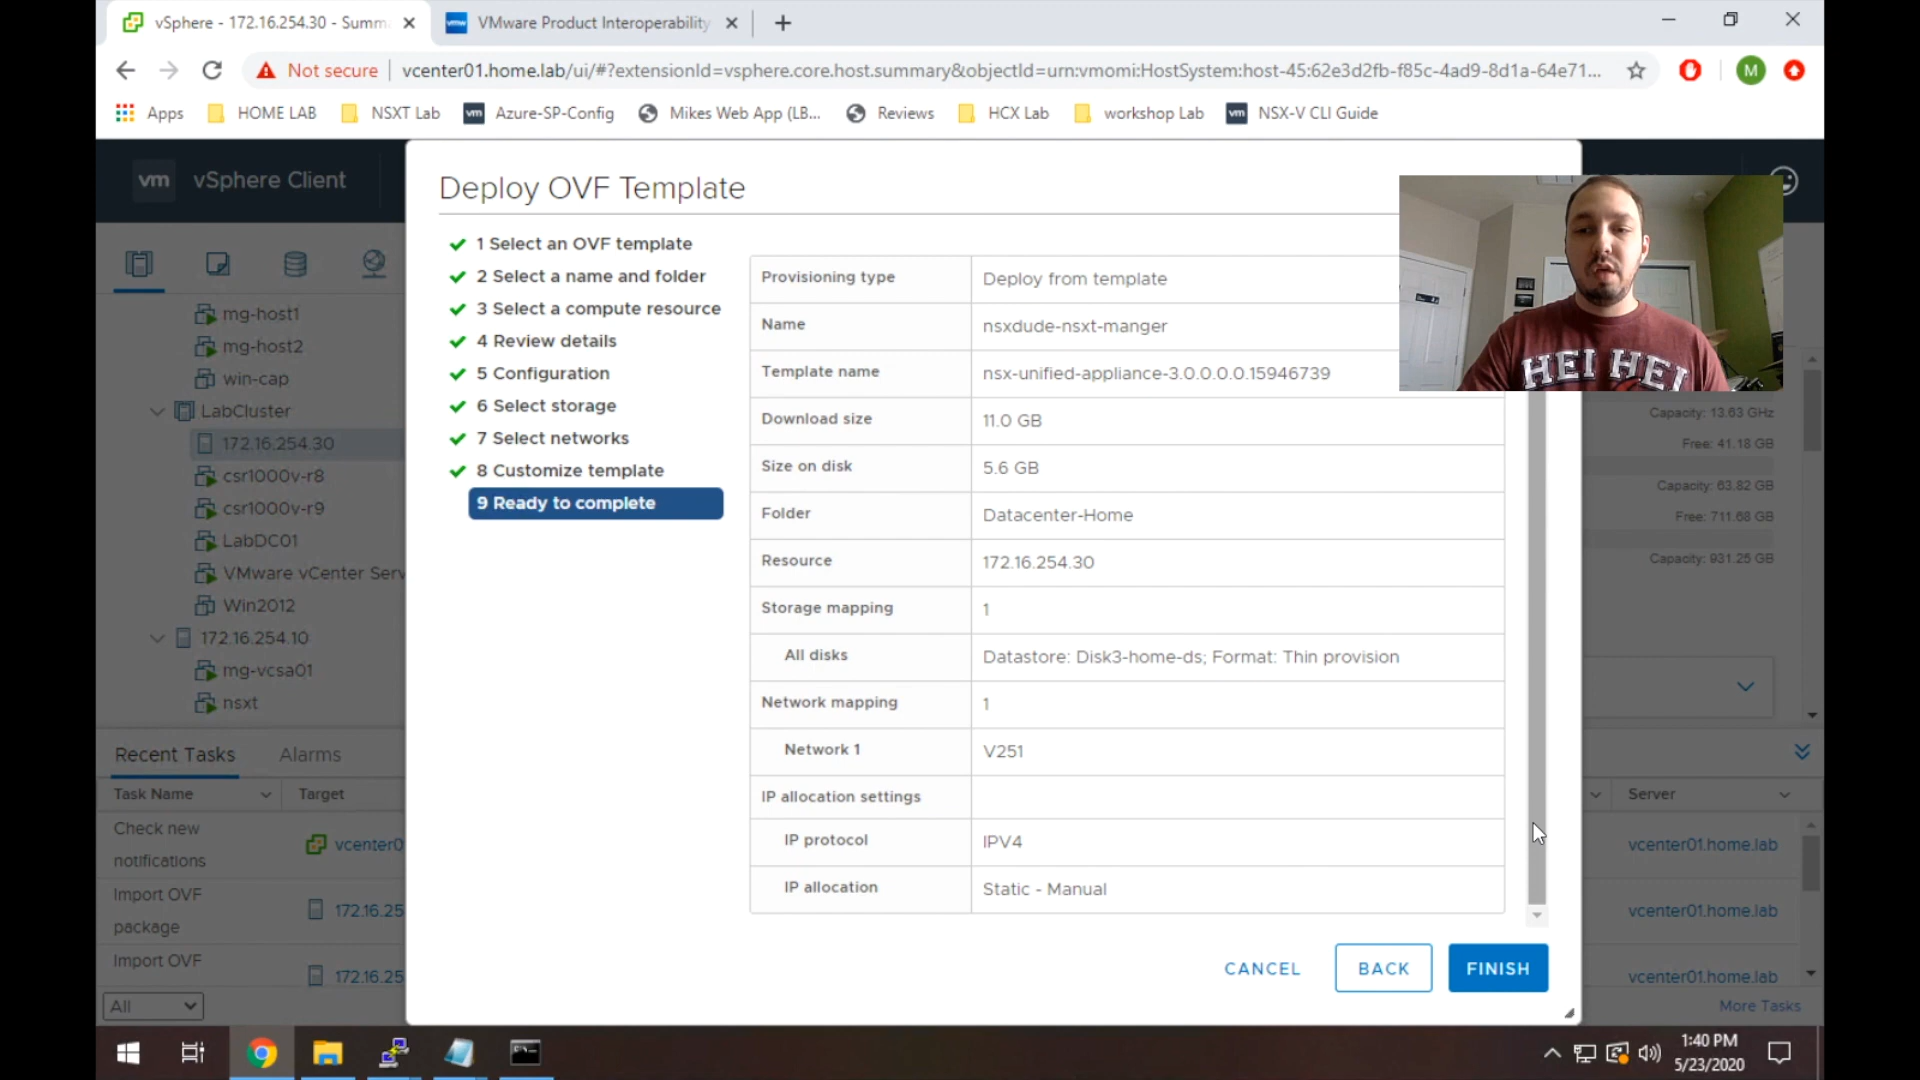 vSphere - 172.16.254.30 - Summ
VMware Product Interoperability
Not secure
vcenter01.home.lab/ui/#?extensionId=vsphere.core.host.summary&objectId=urn:vmomi:HostSystem:host-45:62e3d2fb-f85c-4ad9-8d1a-64e71...
M
Apps
HOME LAB
NSXT Lab
vm
Azure-SP-Config
Mikes Web App (LB...
Reviews
HCX Lab
workshop Lab
vm
NSX-V CLI Guide
vm
vSphere Client
mg-host1
mg-host2
win-cap
LabCluster
172.16.254.30
csr1000v-r8
csr1000v-r9
LabDC01
VMware vCenter Serv
Win2012
172.16.254.10
mg-vcsa01
nsxt
Deploy OVF Template
1 Select an OVF template
2 Select a name and folder
3 Select a compute resource
4 Review details
5 Configuration
6 Select storage
7 Select networks
8 Customize template
9 Ready to complete
Provisioning type
Deploy from template
Name
nsxdude-nsxt-manger
Template name
nsx-unified-appliance-3.0.0.0.0.15946739
Download size
11.0 GB
Size on disk
5.6 GB
Folder
Datacenter-Home
Resource
172.16.254.30
Storage mapping
1
All disks
Datastore: Disk3-home-ds; Format: Thin provision
Network mapping
1
Network 1
V251
IP allocation settings
IP protocol
IPV4
IP allocation
Static - Manual
CANCEL
BACK
FINISH
HEI HEI
Capacity: 13.63 GHz
Free: 41.18 GB
Capacity: 63.82 GB
Free: 711.68 GB
Capacity: 931.25 GB
Recent Tasks
Alarms
Task Name
Target
Server
Check new
notifications
vcenter0
vcenter01.home.lab
Import OVF
package
172.16.25
vcenter01.home.lab
Import OVF
172.16.25
vcenter01.home.lab
All
More Tasks
1:40 PM
5/23/2020